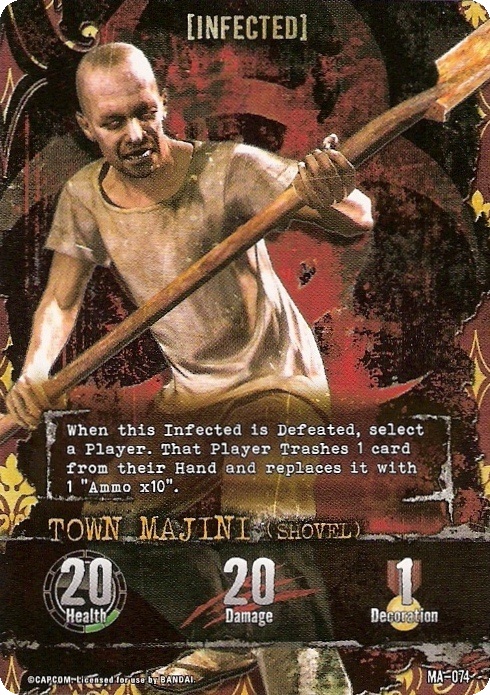 [INFECTED]
When this Infected is Defeated, select
a Player. That Player Trashes 1 card
from their Hand and replaces it with
1 "Ammo x10".
TOWN MAJINI (SHOVEL)
20 20 1
Health Damage Decoration
©CAPCOM. Licensed for use by BANDAI. MA-074